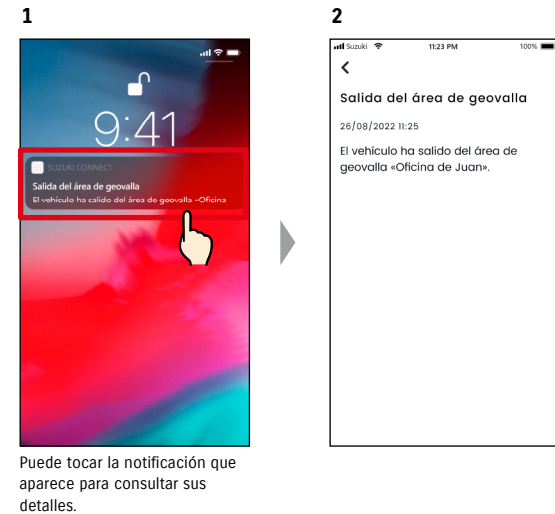 1
9:41
SUZUKI CONNECT
Salida del área de geovalla
El vehículo ha salido del área de geovalla «Oficina
Puede tocar la notificación que
aparece para consultar sus
detalles.
2
Suzuki 11:23 PM 100%
Salida del área de geovalla
26/08/2022 11:25
El vehículo ha salido del área de
geovalla «Oficina de Juan».